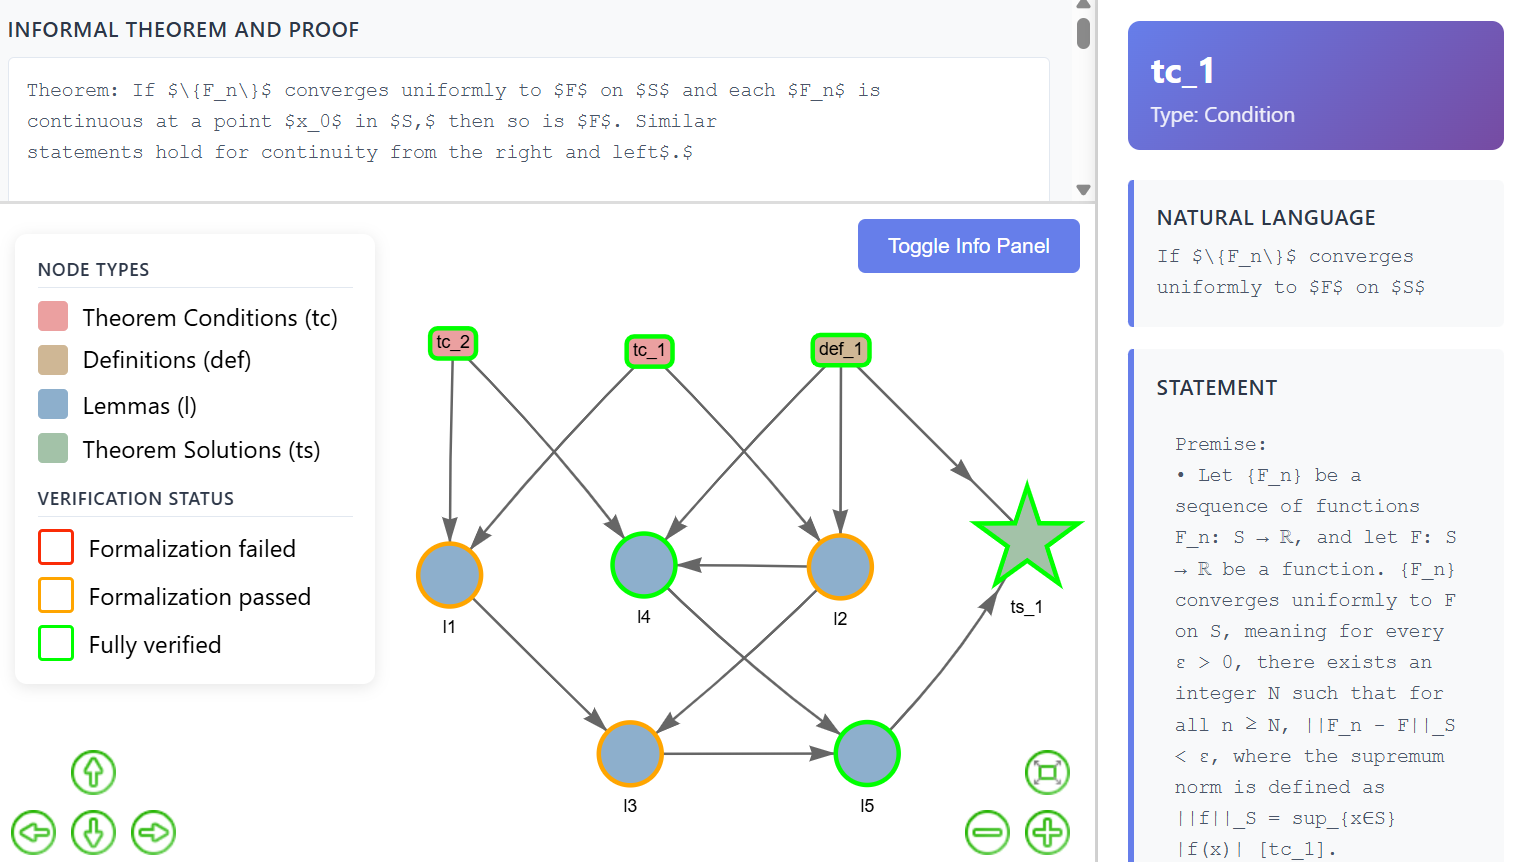 INFORMAL THEOREM AND PROOF
Theorem: If $\{F_n\}$ converges uniformly to $F$ on $S$ and each $F_n$ is
continuous at a point $x_0$ in $S,$ then so is $F$. Similar
statements hold for continuity from the right and left$.$
Toggle Info Panel
NODE TYPES
Theorem Conditions (tc)
Definitions (def)
Lemmas (l)
Theorem Solutions (ts)
VERIFICATION STATUS
Formalization failed
Formalization passed
Fully verified
tc_2
tc_1
def_1
l1
l4
l2
ts_1
l3
l5
tc_1
Type: Condition
NATURAL LANGUAGE
If $\{F_n\}$ converges
uniformly to $F$ on $S$
STATEMENT
Premise:
• Let {F_n} be a
sequence of functions
F_n: S → ℝ, and let F: S
→ ℝ be a function. {F_n}
converges uniformly to F
on S, meaning for every
ε > 0, there exists an
integer N such that for
all n ≥ N, ||F_n - F||_S
< ε, where the supremum
norm is defined as
||f||_S = sup_{x∈S}
|f(x)| [tc_1].